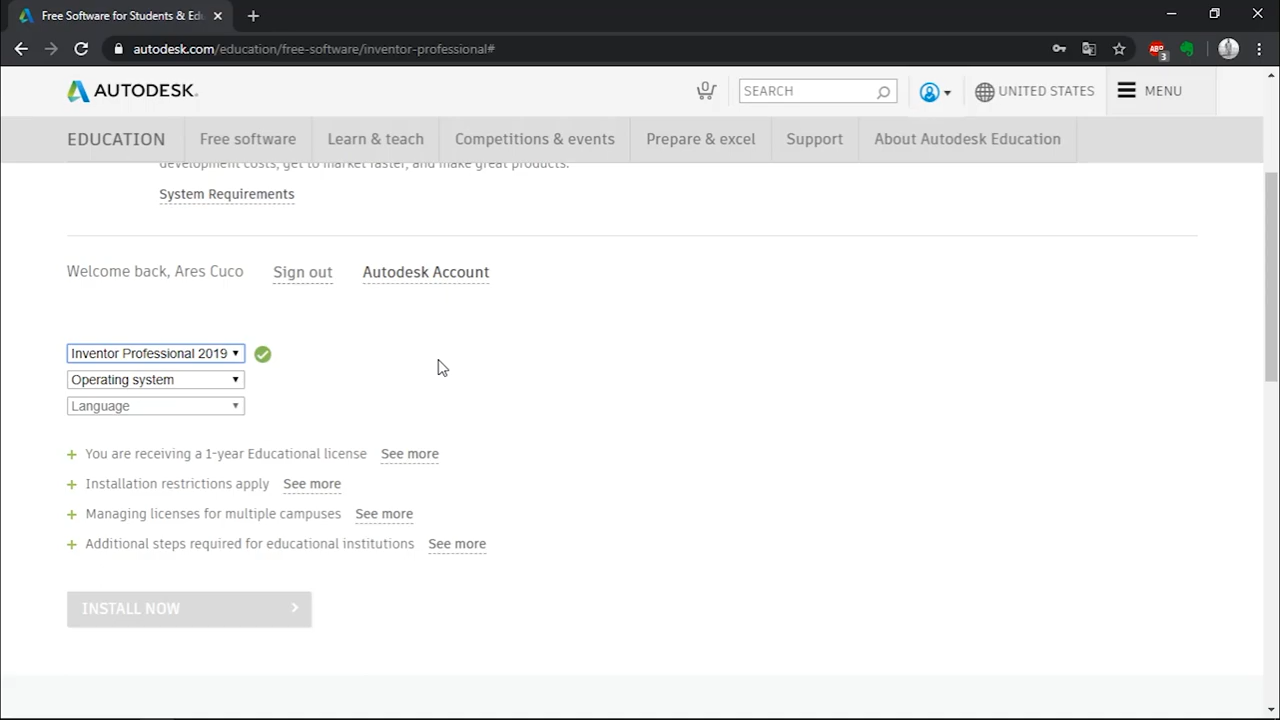 Free Software for Students & Edu
autodesk.com/education/free-software/inventor-professional#
ABP
3
AUTODESK.
0
SEARCH
UNITED STATES
MENU
EDUCATION
Free software
Learn & teach
Competitions & events
Prepare & excel
Support
About Autodesk Education
development costs, get to market faster, and make great products.
System Requirements
Welcome back, Ares Cuco
Sign out
Autodesk Account
Inventor Professional 2019
Operating system
Language
+ You are receiving a 1-year Educational license See more
+ Installation restrictions apply See more
+ Managing licenses for multiple campuses See more
+ Additional steps required for educational institutions See more
INSTALL NOW